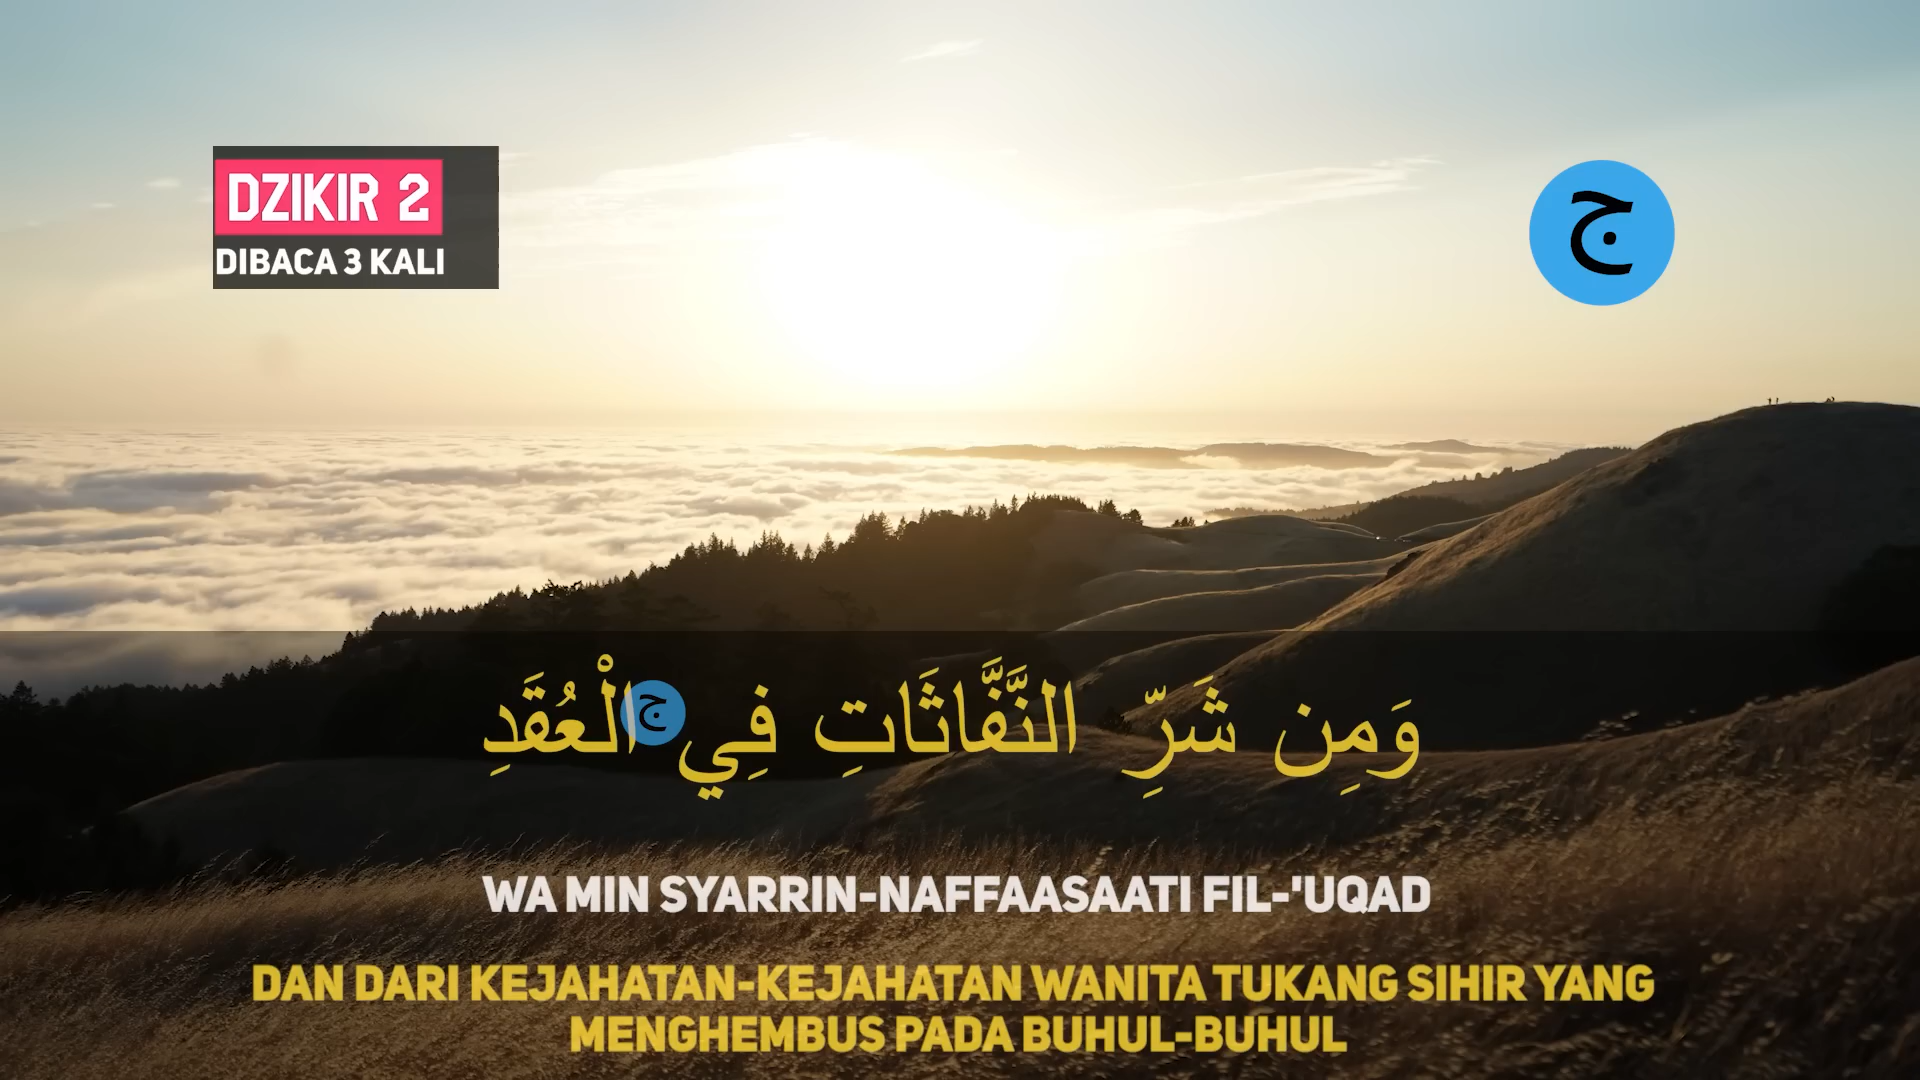 DZIKIR 2
DIBACA 3 KALI
ج
وَمِن شَرِّ النَّفَّاثَاتِ فِي الْعُقَدِ
ج
WA MIN SYARRIN-NAFFAASAATI FIL-'UQAD
DAN DARI KEJAHATAN-KEJAHATAN WANITA TUKANG SIHIR YANG
MENGHEMBUS PADA BUHUL-BUHUL